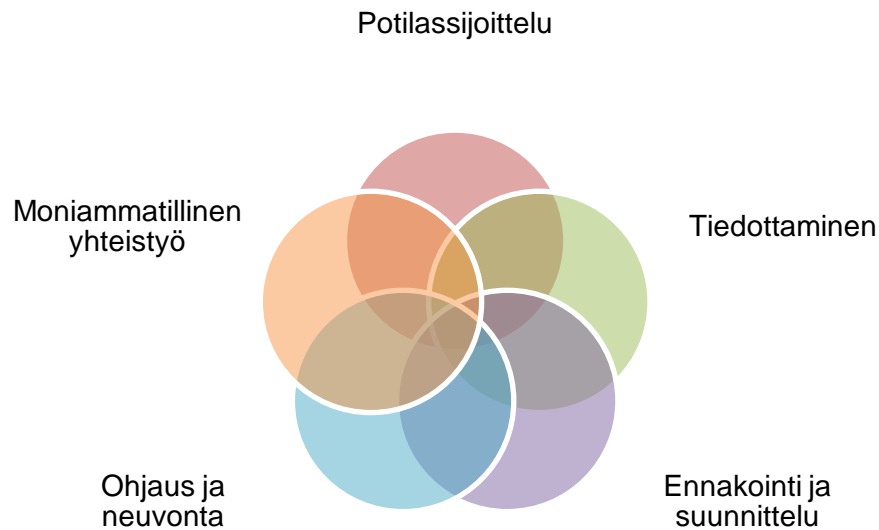 Potilassijoittelu
Moniammatillinen
yhteistyö
Tiedottaminen
Ohjaus ja
neuvonta
Ennakointi ja
suunnittelu